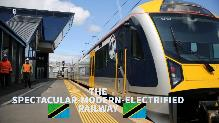 THE
SPECTACULAR-MODERN-ELECTRIFIED
RAILWAY